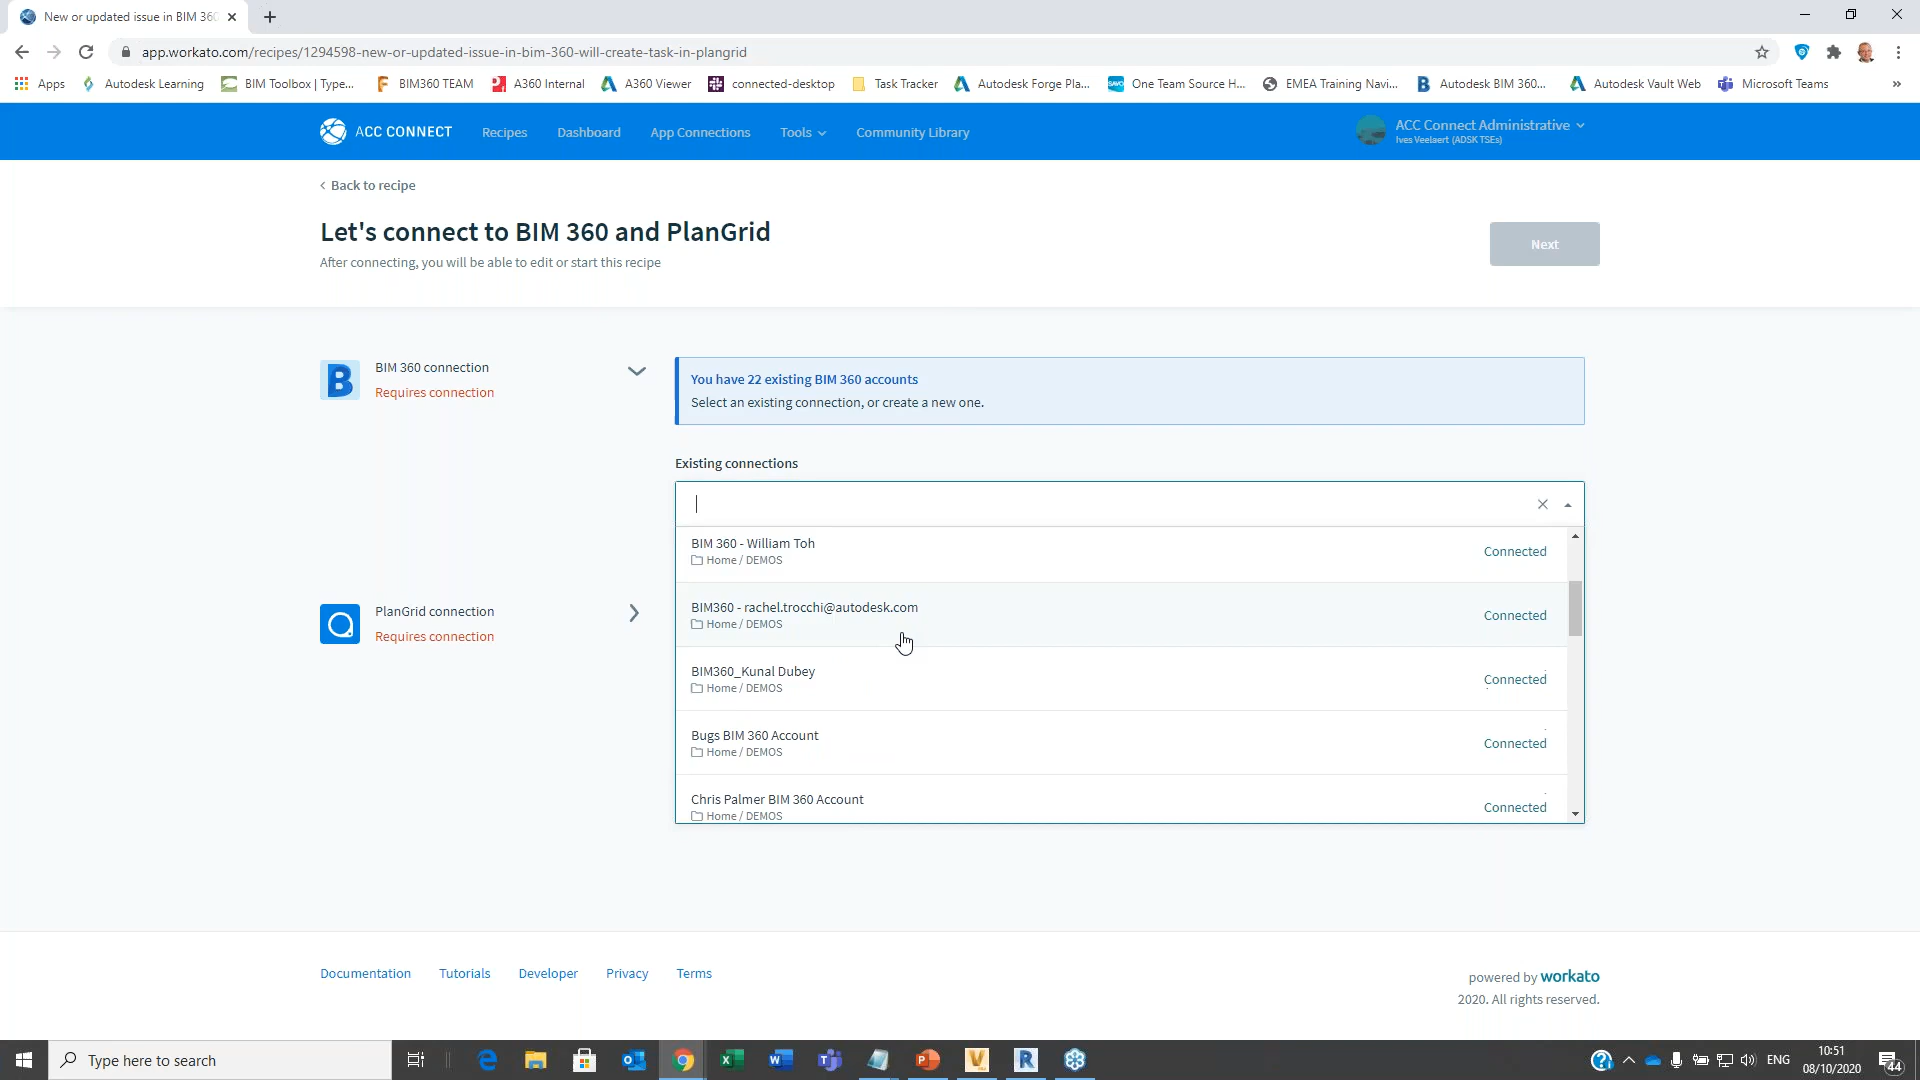 New or updated issue in BIM 360
app.workato.com/recipes/1294598-new-or-updated-issue-in-bim-360-will-create-task-in-plangrid
Apps
Autodesk Learning
BIM Toolbox | Type...
BIM360 TEAM
A360 Internal
A360 Viewer
connected-desktop
Task Tracker
Autodesk Forge Pla...
One Team Source H...
EMEA Training Navi...
Autodesk BIM 360...
Autodesk Vault Web
Microsoft Teams
ACC CONNECT
Recipes
Dashboard
App Connections
Tools
Community Library
ACC Connect Administrative
Ives Veelaert (ADSK TSEs)
Back to recipe
Let's connect to BIM 360 and PlanGrid
After connecting, you will be able to edit or start this recipe
Next
BIM 360 connection
Requires connection
You have 22 existing BIM 360 accounts
Select an existing connection, or create a new one.
Existing connections
BIM 360 - William Toh
Home / DEMOS
Connected
BIM360 - rachel.trocchi@autodesk.com
Home / DEMOS
Connected
BIM360_Kunal Dubey
Home / DEMOS
Connected
Bugs BIM 360 Account
Home / DEMOS
Connected
Chris Palmer BIM 360 Account
Home / DEMOS
Connected
PlanGrid connection
Requires connection
Documentation
Tutorials
Developer
Privacy
Terms
powered by workato
2020. All rights reserved.
Type here to search
ENG
10:51
08/10/2020
44